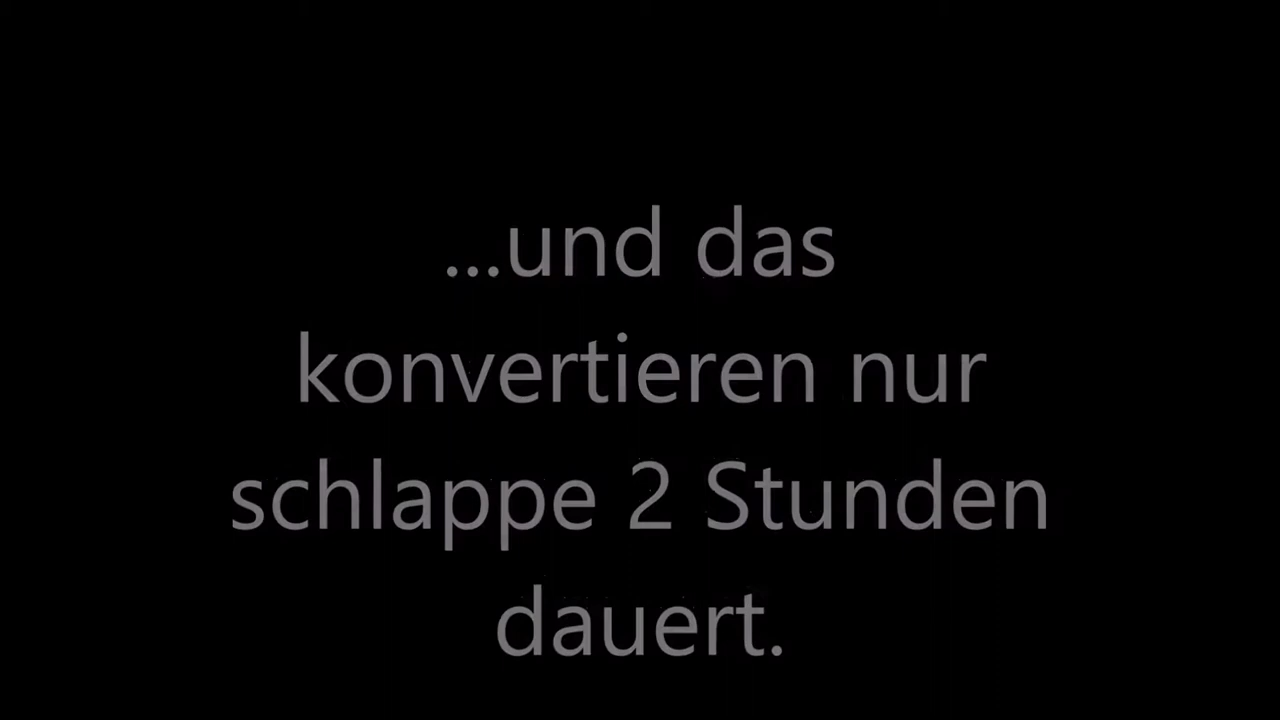 ...und das
konvertieren nur
schlappe 2 Stunden
dauert.